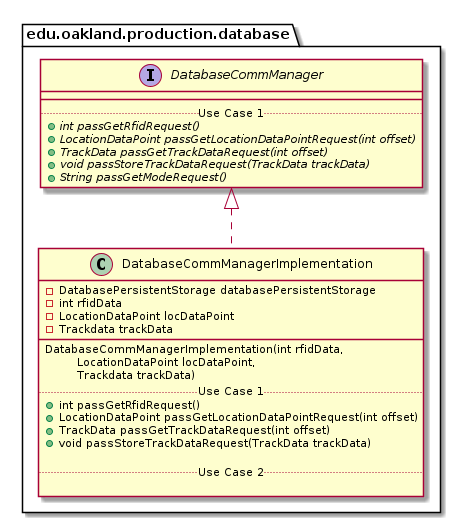 edu.oakland.production.database
I DatabaseCommManager
Use Case 1
int passGetRfidRequest()
LocationDataPoint passGetLocationDataPointRequest(int offset)
TrackData passGetTrackDataRequest(int offset)
void passStoreTrackDataRequest(TrackData trackData)
String passGetModeRequest()
C DatabaseCommManagerImplementation
DatabasePersistentStorage databasePersistentStorage
int rfidData
LocationDataPoint locDataPoint
Trackdata trackData
DatabaseCommManagerImplementation(int rfidData,
LocationDataPoint locDataPoint,
Trackdata trackData)
Use Case 1
int passGetRfidRequest()
LocationDataPoint passGetLocationDataPointRequest(int offset)
TrackData passGetTrackDataRequest(int offset)
void passStoreTrackDataRequest(TrackData trackData)
Use Case 2